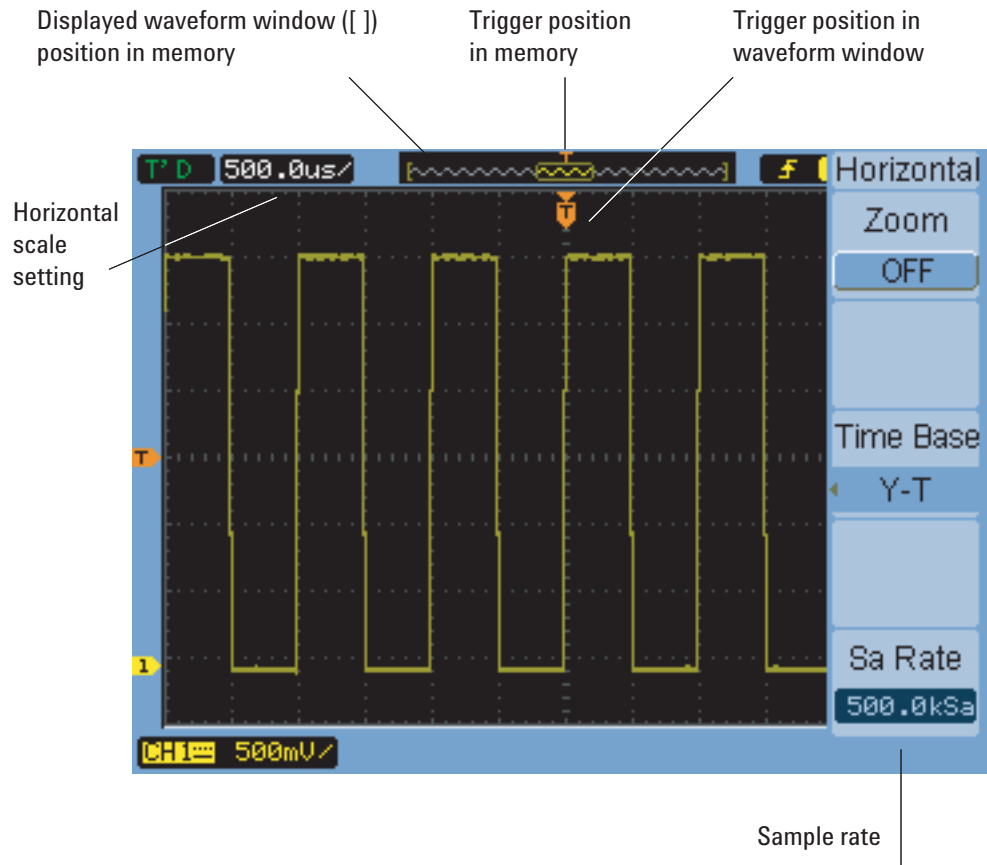 Displayed waveform window ([ ])
position in memory
Trigger position
in memory
Trigger position in
waveform window
T
T'D
500.0us/
Horizontal
Zoom
OFF
T
Horizontal
scale
setting
Time Base
T
Y-T
1
Sa Rate
500.0kSa
CH1 500mV/
Sample rate